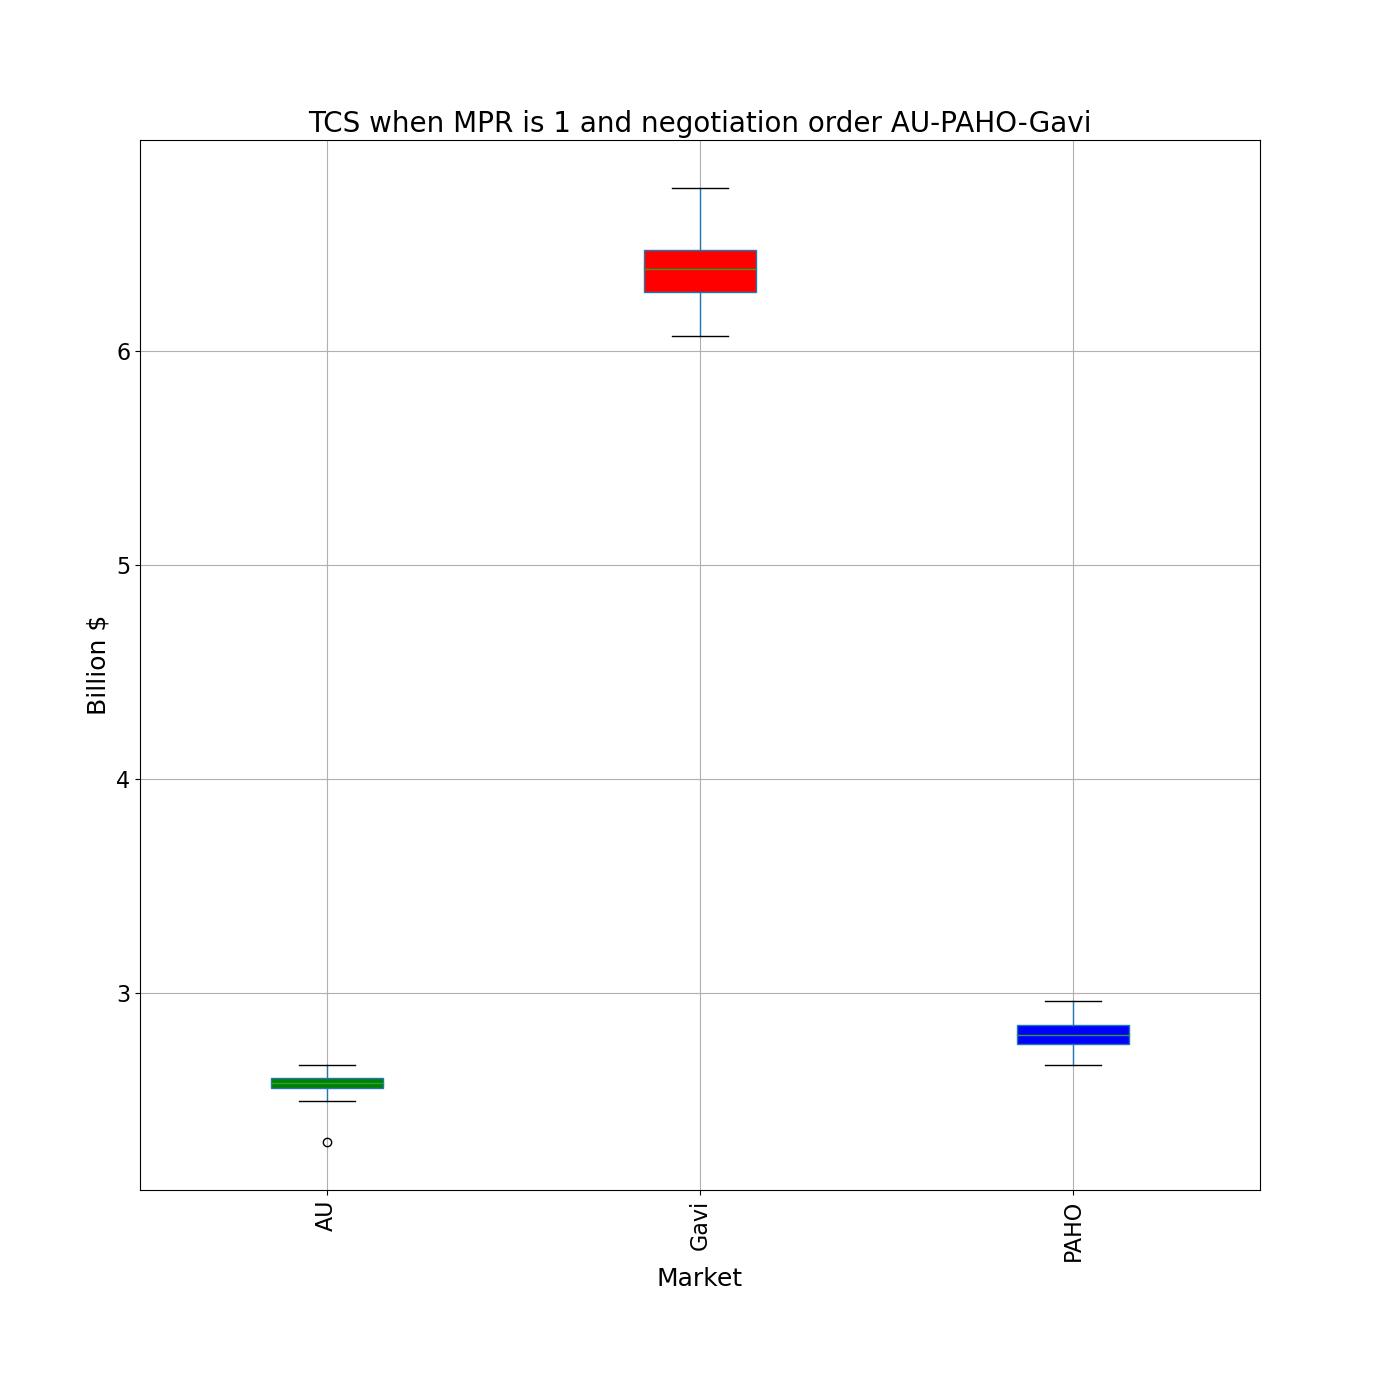 TCS when MPR is 1 and negotiation order AU-PAHO-Gavi
Billion $
6
5
4
3
AU
Gavi
PAHO
Market